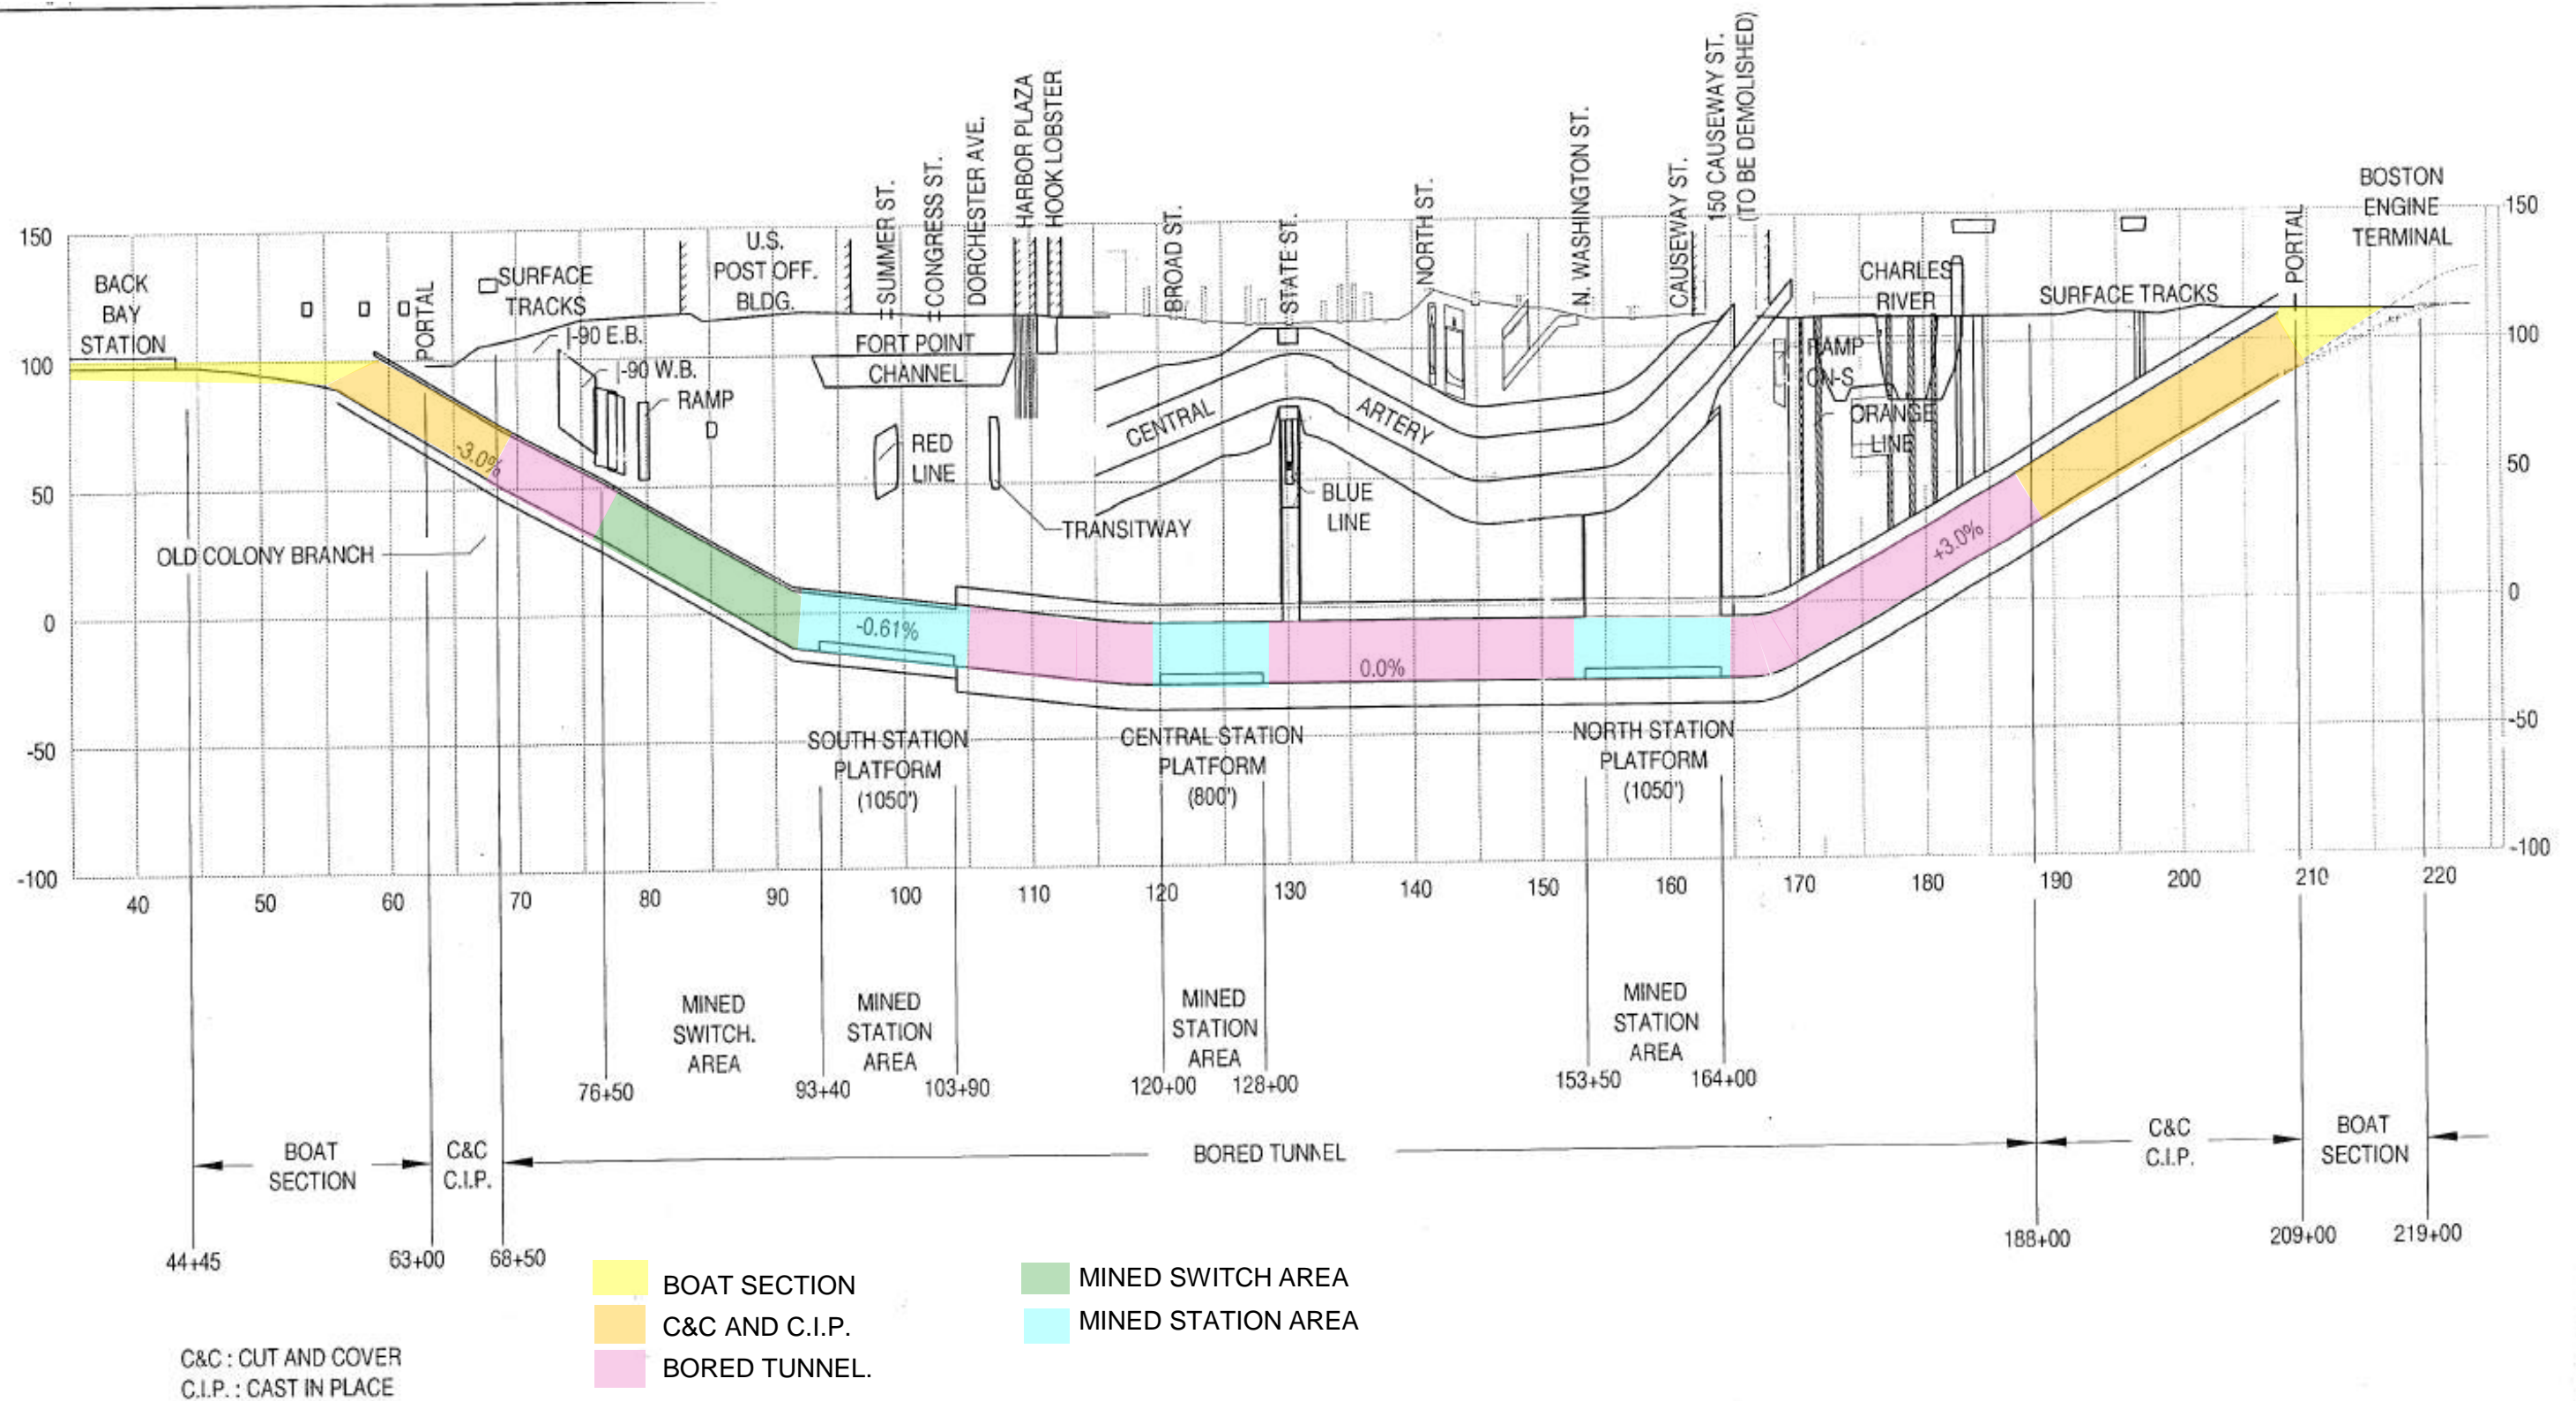 SUMMER ST.
CONGRESS ST.
DORCHESTER AVE.
HARBOR PLAZA
HOOK LOBSTER
BROAD ST.
STATE ST.
NORTH ST.
N. WASHINGTON ST.
CAUSEWAY ST.
150 CAUSEWAY ST.
(TO BE DEMOLISHED)
PORTAL
BOSTON
ENGINE
TERMINAL
150
100
50
0
-50
-100
150
100
50
0
-50
-100
BACK
BAY
STATION
PORTAL
SURFACE
TRACKS
U.S.
POST OFF.
BLDG.
I-90 E.B.
I-90 W.B.
RAMP
FORT POINT
CHANNEL
RED
LINE
TRANSITWAY
CENTRAL
ARTERY
BLUE
LINE
CHARLES
RIVER
RAMP
CN-S
ORANGE
LINE
SURFACE TRACKS
-3.0%
OLD COLONY BRANCH
-0.61%
0.0%
+3.0%
SOUTH STATION
PLATFORM
(1050')
CENTRAL STATION
PLATFORM
(800')
NORTH STATION
PLATFORM
(1050')
40 50 60 70 80 90 100 110 120 130 140 150 160 170 180 190 200 210 220
MINED
SWITCH.
AREA
MINED
STATION
AREA
MINED
STATION
AREA
MINED
STATION
AREA
76+50
93+40
103+90
120+00
128+00
153+50
164+00
BOAT
SECTION
C&C
C.I.P.
BORED TUNNEL
C&C
C.I.P.
BOAT
SECTION
44+45
63+00
68+50
188+00
209+00
219+00
BOAT SECTION
C&C AND C.I.P.
BORED TUNNEL.
MINED SWITCH AREA
MINED STATION AREA
C&C : CUT AND COVER
C.I.P. : CAST IN PLACE